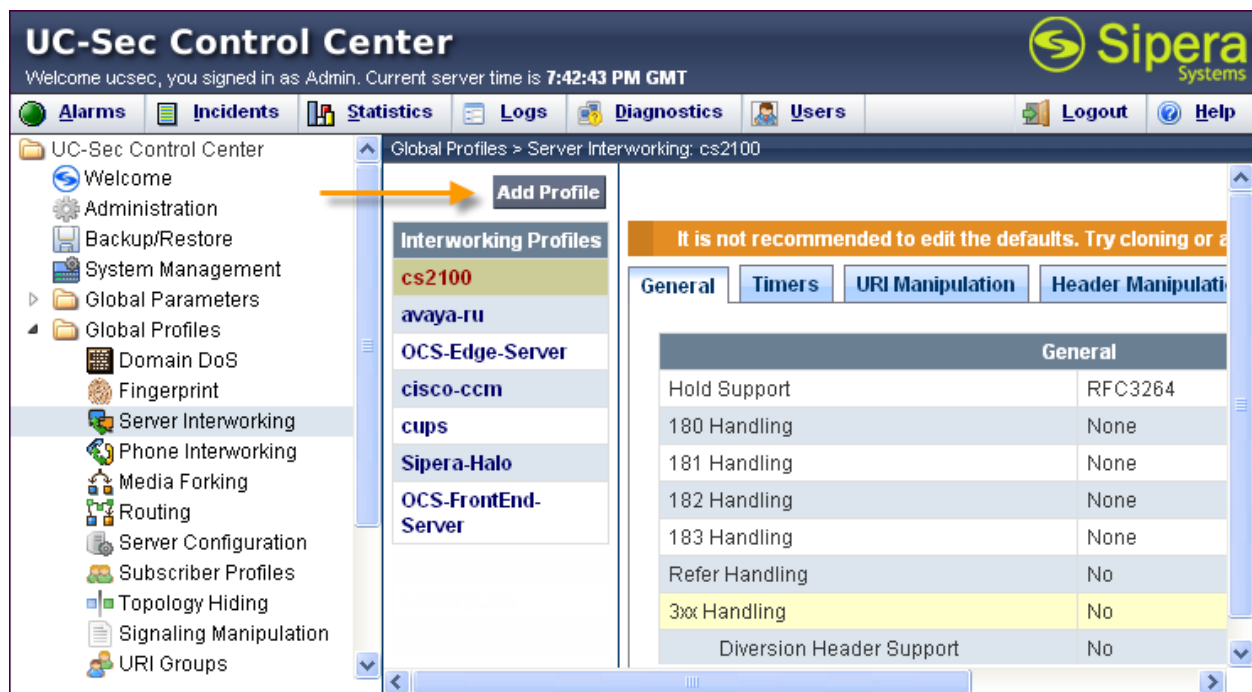 UC-Sec Control Center
Welcome ucsec, you signed in as Admin. Current server time is 7:42:43 PM GMT
Sipera
Systems
Alarms Incidents Statistics Logs Diagnostics Users Logout Help
UC-Sec Control Center
Welcome
Administration
Backup/Restore
System Management
Global Parameters
Global Profiles
Domain DoS
Fingerprint
Server Interworking
Phone Interworking
Media Forking
Routing
Server Configuration
Subscriber Profiles
Topology Hiding
Signaling Manipulation
URI Groups
Global Profiles > Server Interworking: cs2100
Add Profile
Interworking Profiles
cs2100
avaya-ru
OCS-Edge-Server
cisco-ccm
cups
Sipera-Halo
OCS-FrontEnd-
Server
It is not recommended to edit the defaults. Try cloning or a
General Timers URI Manipulation Header Manipulati
General
Hold Support RFC3264
180 Handling None
181 Handling None
182 Handling None
183 Handling None
Refer Handling No
3xx Handling No
Diversion Header Support No